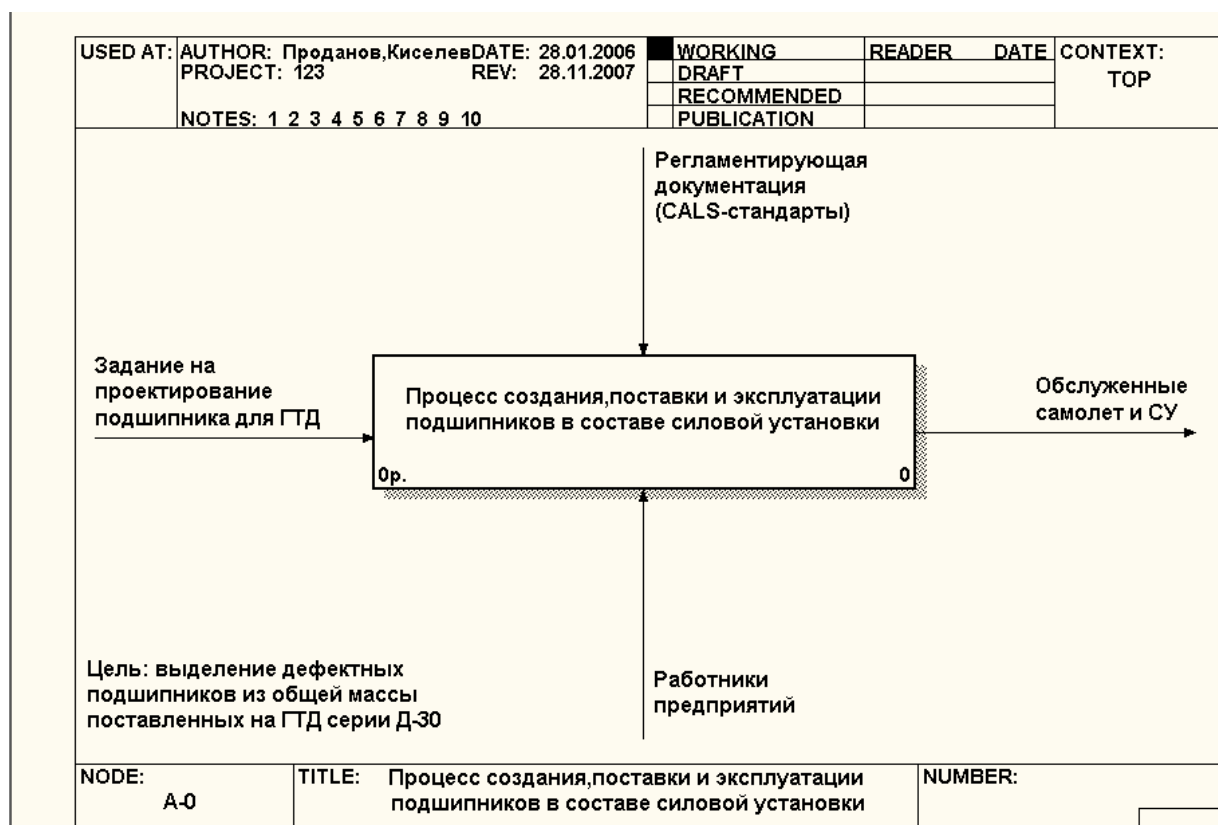 USED AT: AUTHOR: Проданов,Киселев DATE: 28.01.2006 WORKING READER DATE CONTEXT:
PROJECT: 123 REV: 28.11.2007 DRAFT TOP
RECOMMENDED
NOTES: 1 2 3 4 5 6 7 8 9 10 PUBLICATION
Регламентирующая
документация
(CALS-стандарты)
Задание на
проектирование
подшипника для ГТД
Процесс создания,поставки и эксплуатации
подшипников в составе силовой установки
0р. 0
Обслуженные
самолет и СУ
Цель: выделение дефектных
подшипников из общей массы
поставленных на ГТД серии Д-30
Работники
предприятий
NODE: TITLE: Процесс создания,поставки и эксплуатации NUMBER:
A-0 подшипников в составе силовой установки